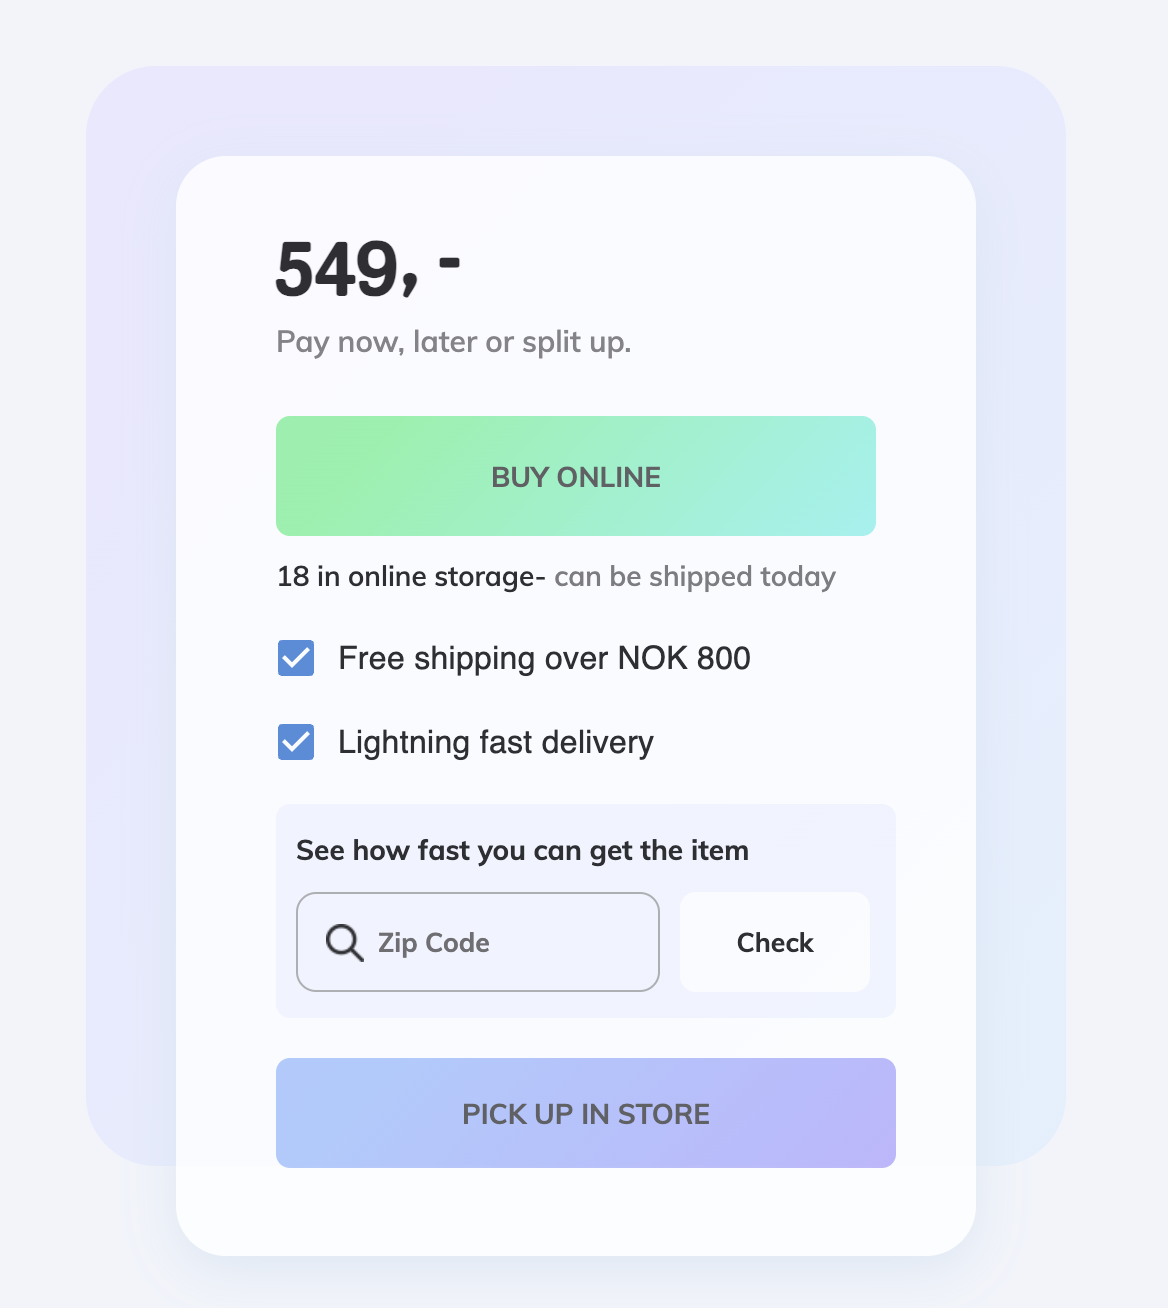 549, -
Pay now, later or split up.
BUY ONLINE
18 in online storage- can be shipped today
Free shipping over NOK 800
Lightning fast delivery
See how fast you can get the item
Zip Code
Check
PICK UP IN STORE